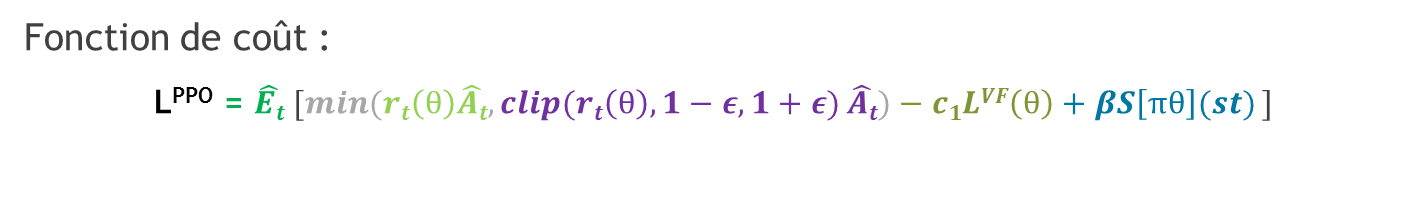 Fonction de coût :
L^PPO = Ê_t [min(r_t(θ)Â_t, clip(r_t(θ), 1 − ϵ, 1 + ϵ) Â_t) − c_1L^VF(θ) + βS[πθ](st) ]